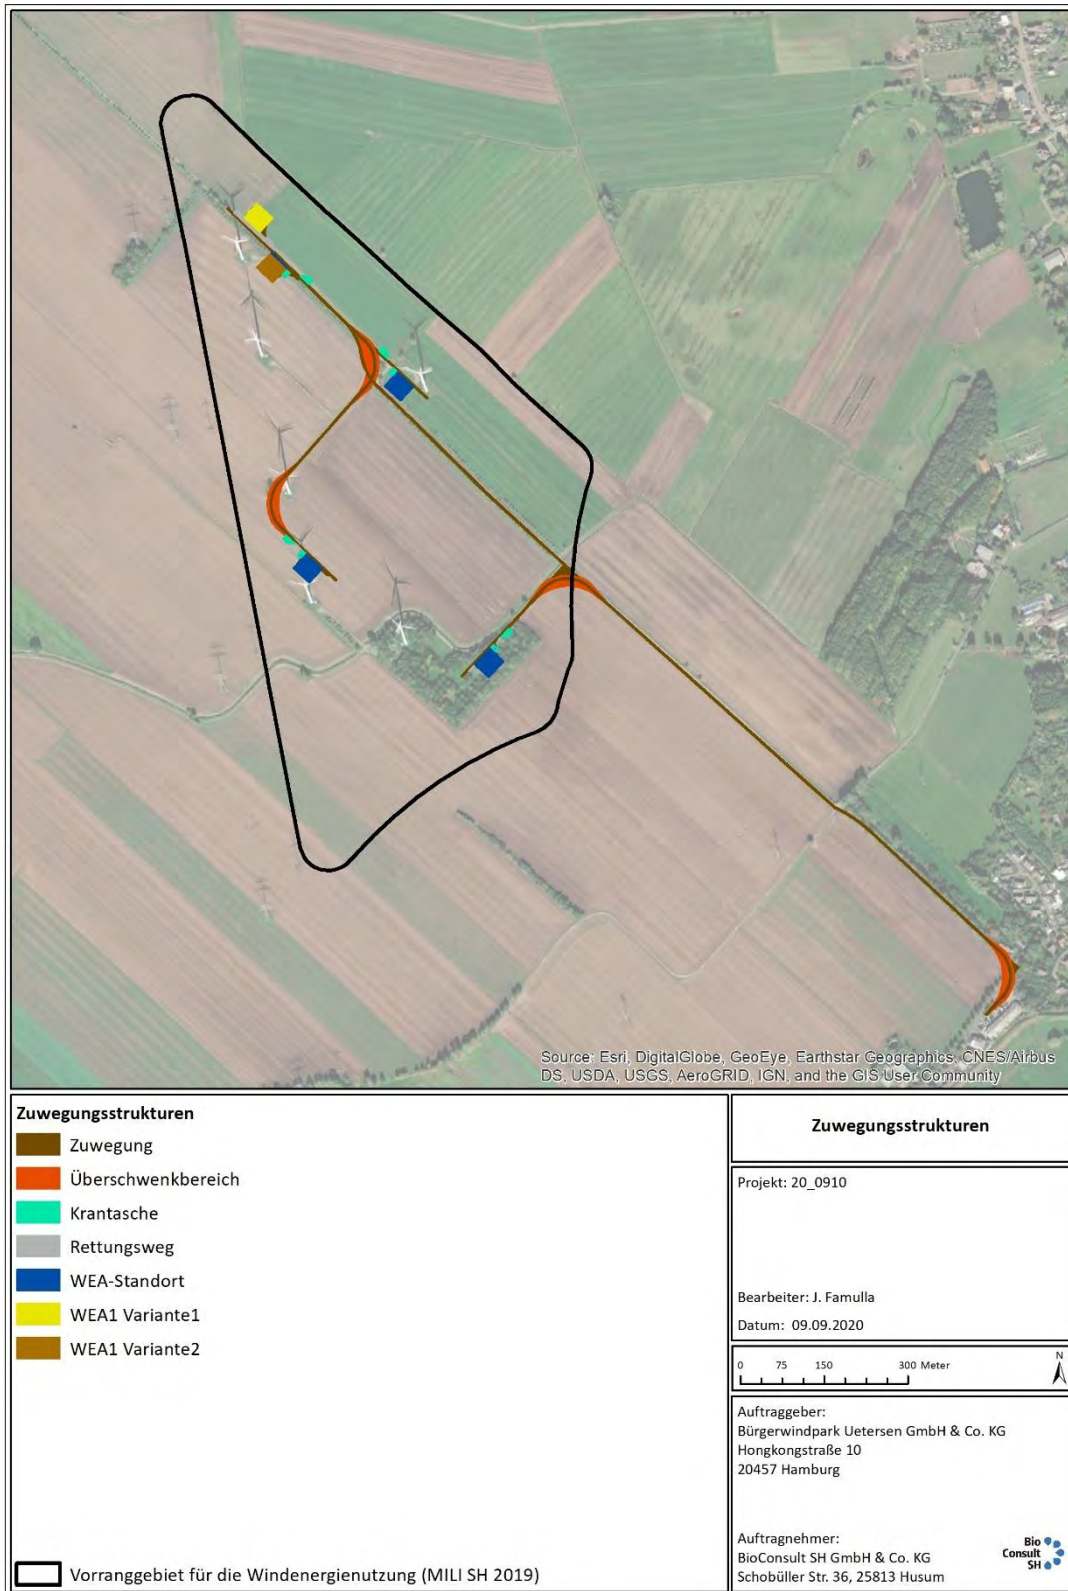 Source: Esri, DigitalGlobe, GeoEye, Earthstar Geographics, CNES/Airbus
DS, USDA, USGS, AeroGRID, IGN, and the GIS User Community
Zuwegungsstrukturen
Zuwegung
Überschwenkbereich
Krantasche
Rettungsweg
WEA-Standort
WEA1 Variante1
WEA1 Variante2
Vorranggebiet für die Windenergienutzung (MILI SH 2019)
Zuwegungsstrukturen
Projekt: 20_0910
Bearbeiter: J. Famulla
Datum: 09.09.2020
0 75 150 300 Meter
N
Auftraggeber:
Bürgerwindpark Uetersen GmbH & Co. KG
Hongkongstraße 10
20457 Hamburg
Auftragnehmer:
BioConsult SH GmbH & Co. KG
Schobüller Str. 36, 25813 Husum
Bio
Consult
SH